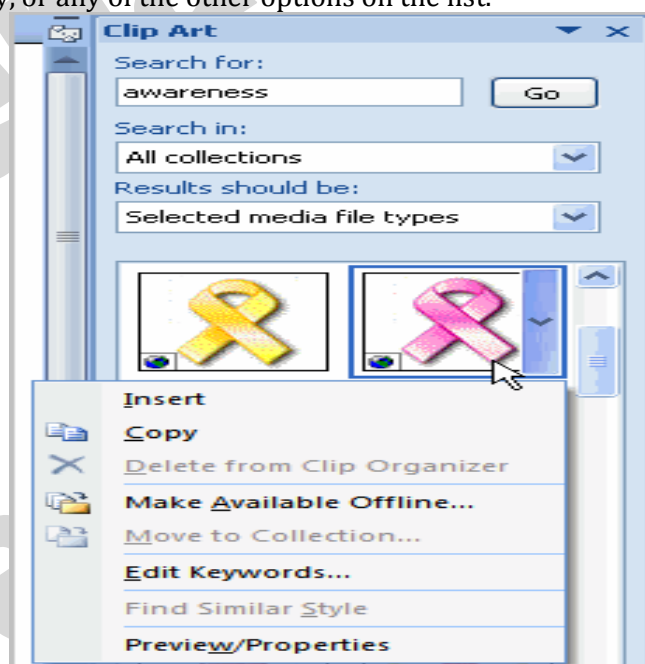 y, or any of the other options on the list.
Clip Art
Search for:
awareness
Go
Search in:
All collections
Results should be:
Selected media file types
Insert
Copy
Delete from Clip Organizer
Make Available Offline...
Move to Collection...
Edit Keywords...
Find Similar Style
Preview/Properties